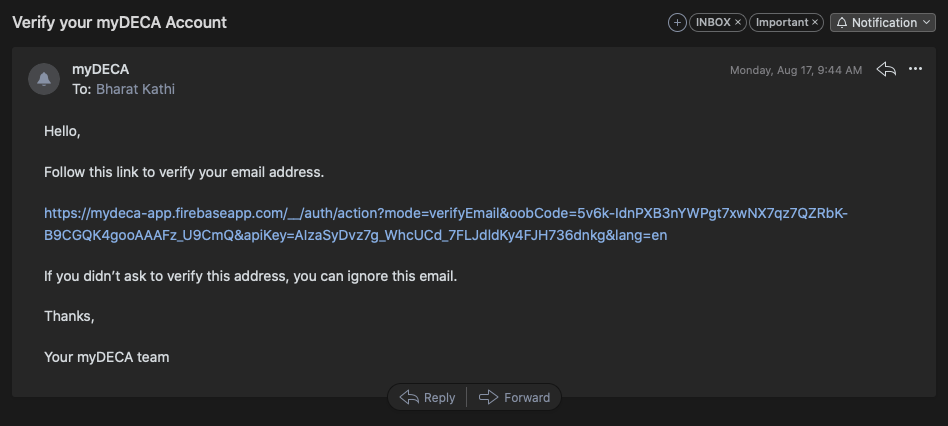 Verify your myDECA Account
INBOX ×
Important ×
Notification
myDECA
Monday, Aug 17, 9:44 AM
To: Bharat Kathi
Hello,
Follow this link to verify your email address.
https://mydeca-app.firebaseapp.com/__/auth/action?mode=verifyEmail&oobCode=5v6k-IdnPXB3nYWPgt7xwNX7qz7QZRbK-
B9CGQK4gooAAAFz_U9CmQ&apiKey=AIzaSyDvz7g_WhcUCd_7FLJdIdKy4FJH736dnkg&lang=en
If you didn’t ask to verify this address, you can ignore this email.
Thanks,
Your myDECA team
Reply
Forward